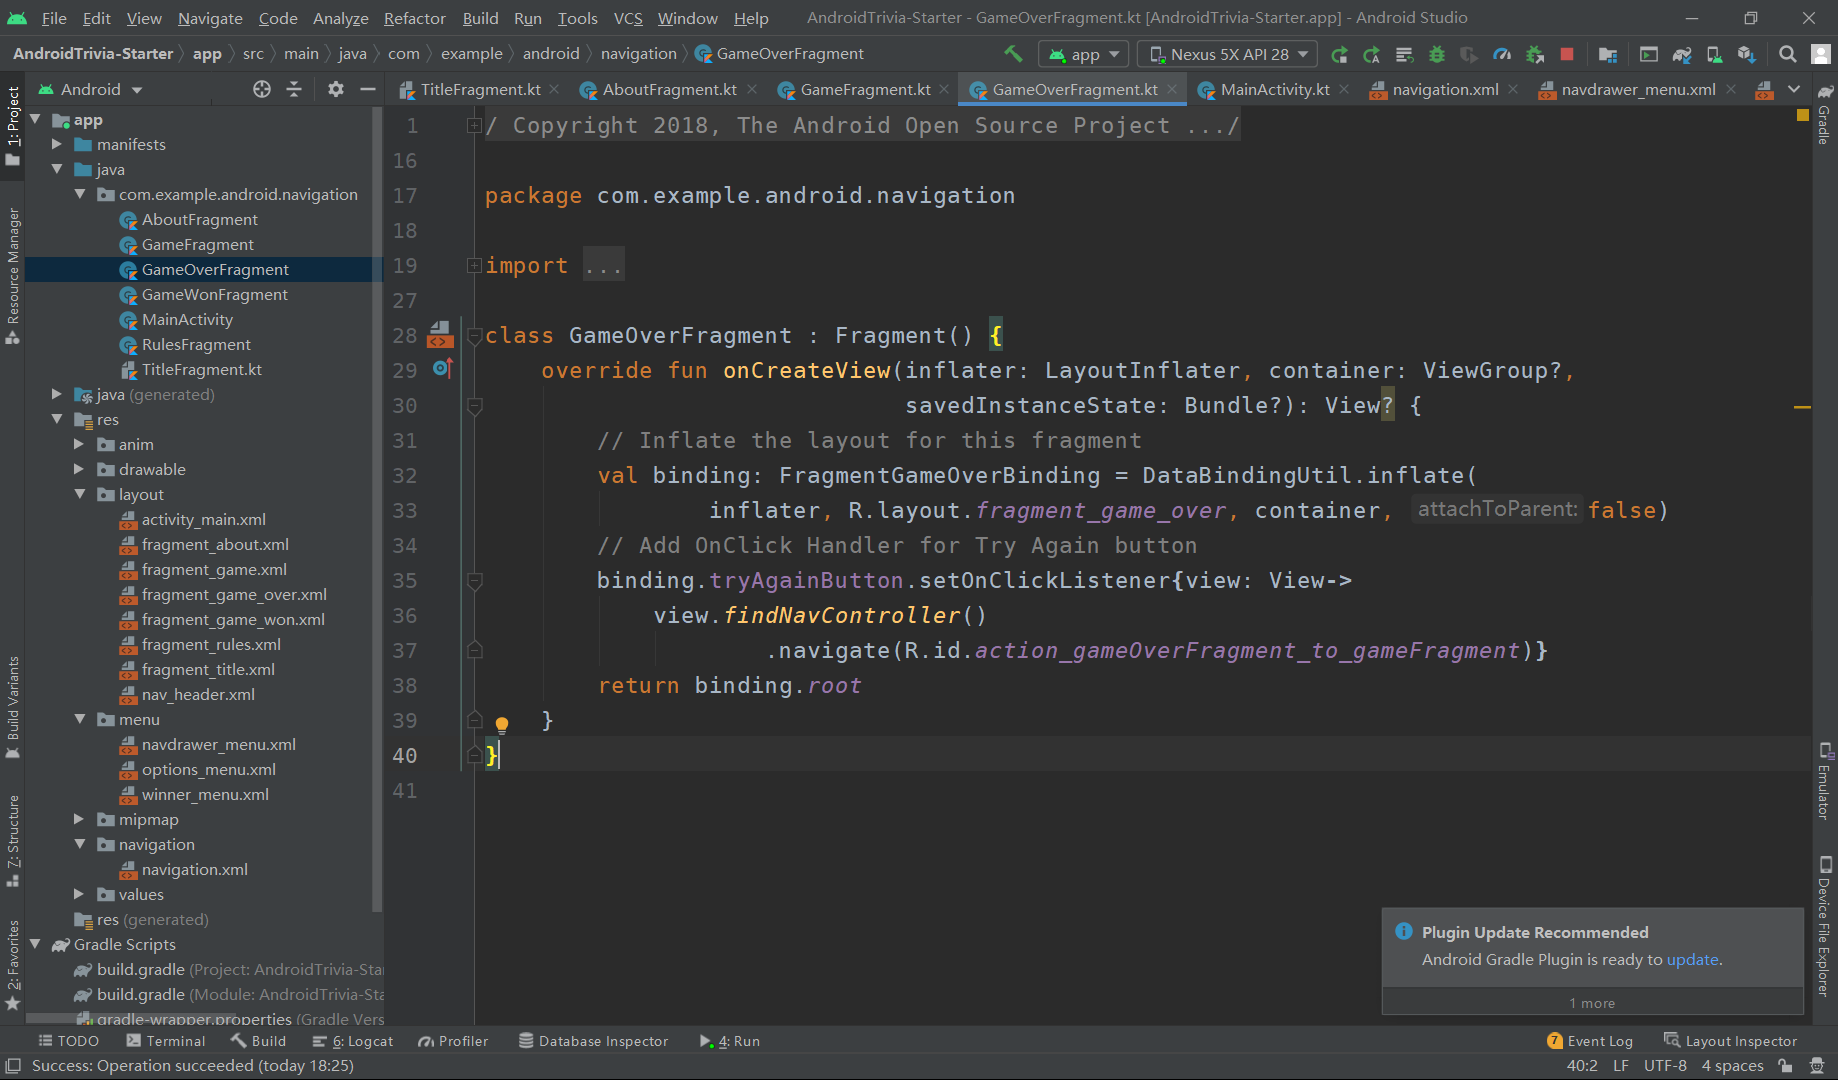 File Edit View Navigate Code Analyze Refactor Build Run Tools VCS Window Help AndroidTrivia-Starter - GameOverFragment.kt [AndroidTrivia-Starter.app] - Android Studio
AndroidTrivia-Starter app src main java com example android navigation GameOverFragment app Nexus 5X API 28
Android TitleFragment.kt AboutFragment.kt GameFragment.kt GameOverFragment.kt MainActivity.kt navigation.xml navdrawer_menu.xml
1: Project
Resource Manager
Build Variants
7: Structure
2: Favorites
app
manifests
java
com.example.android.navigation
AboutFragment
GameFragment
GameOverFragment
GameWonFragment
MainActivity
RulesFragment
TitleFragment.kt
java (generated)
res
anim
drawable
layout
activity_main.xml
fragment_about.xml
fragment_game.xml
fragment_game_over.xml
fragment_game_won.xml
fragment_rules.xml
fragment_title.xml
nav_header.xml
menu
navdrawer_menu.xml
options_menu.xml
winner_menu.xml
mipmap
navigation
navigation.xml
values
res (generated)
Gradle Scripts
build.gradle (Project: AndroidTrivia-Sta
build.gradle (Module: AndroidTrivia-Sta
gradle-wrapper.properties (Gradle Vers
1 / Copyright 2018, The Android Open Source Project .../
16
17 package com.example.android.navigation
18
19 import ...
27
28 class GameOverFragment : Fragment() {
29 override fun onCreateView(inflater: LayoutInflater, container: ViewGroup?,
30 savedInstanceState: Bundle?): View? {
31 // Inflate the layout for this fragment
32 val binding: FragmentGameOverBinding = DataBindingUtil.inflate(
33 inflater, R.layout.fragment_game_over, container, attachToParent: false)
34 // Add OnClick Handler for Try Again button
35 binding.tryAgainButton.setOnClickListener{view: View->
36 view.findNavController()
37 .navigate(R.id.action_gameOverFragment_to_gameFragment)}
38 return binding.root
39 }
40 }
41
Gradle
Emulator
Device File Explorer
Plugin Update Recommended
Android Gradle Plugin is ready to update.
1 more
TODO Terminal Build 6: Logcat Profiler Database Inspector 4: Run 7 Event Log Layout Inspector
Success: Operation succeeded (today 18:25) 40:2 LF UTF-8 4 spaces